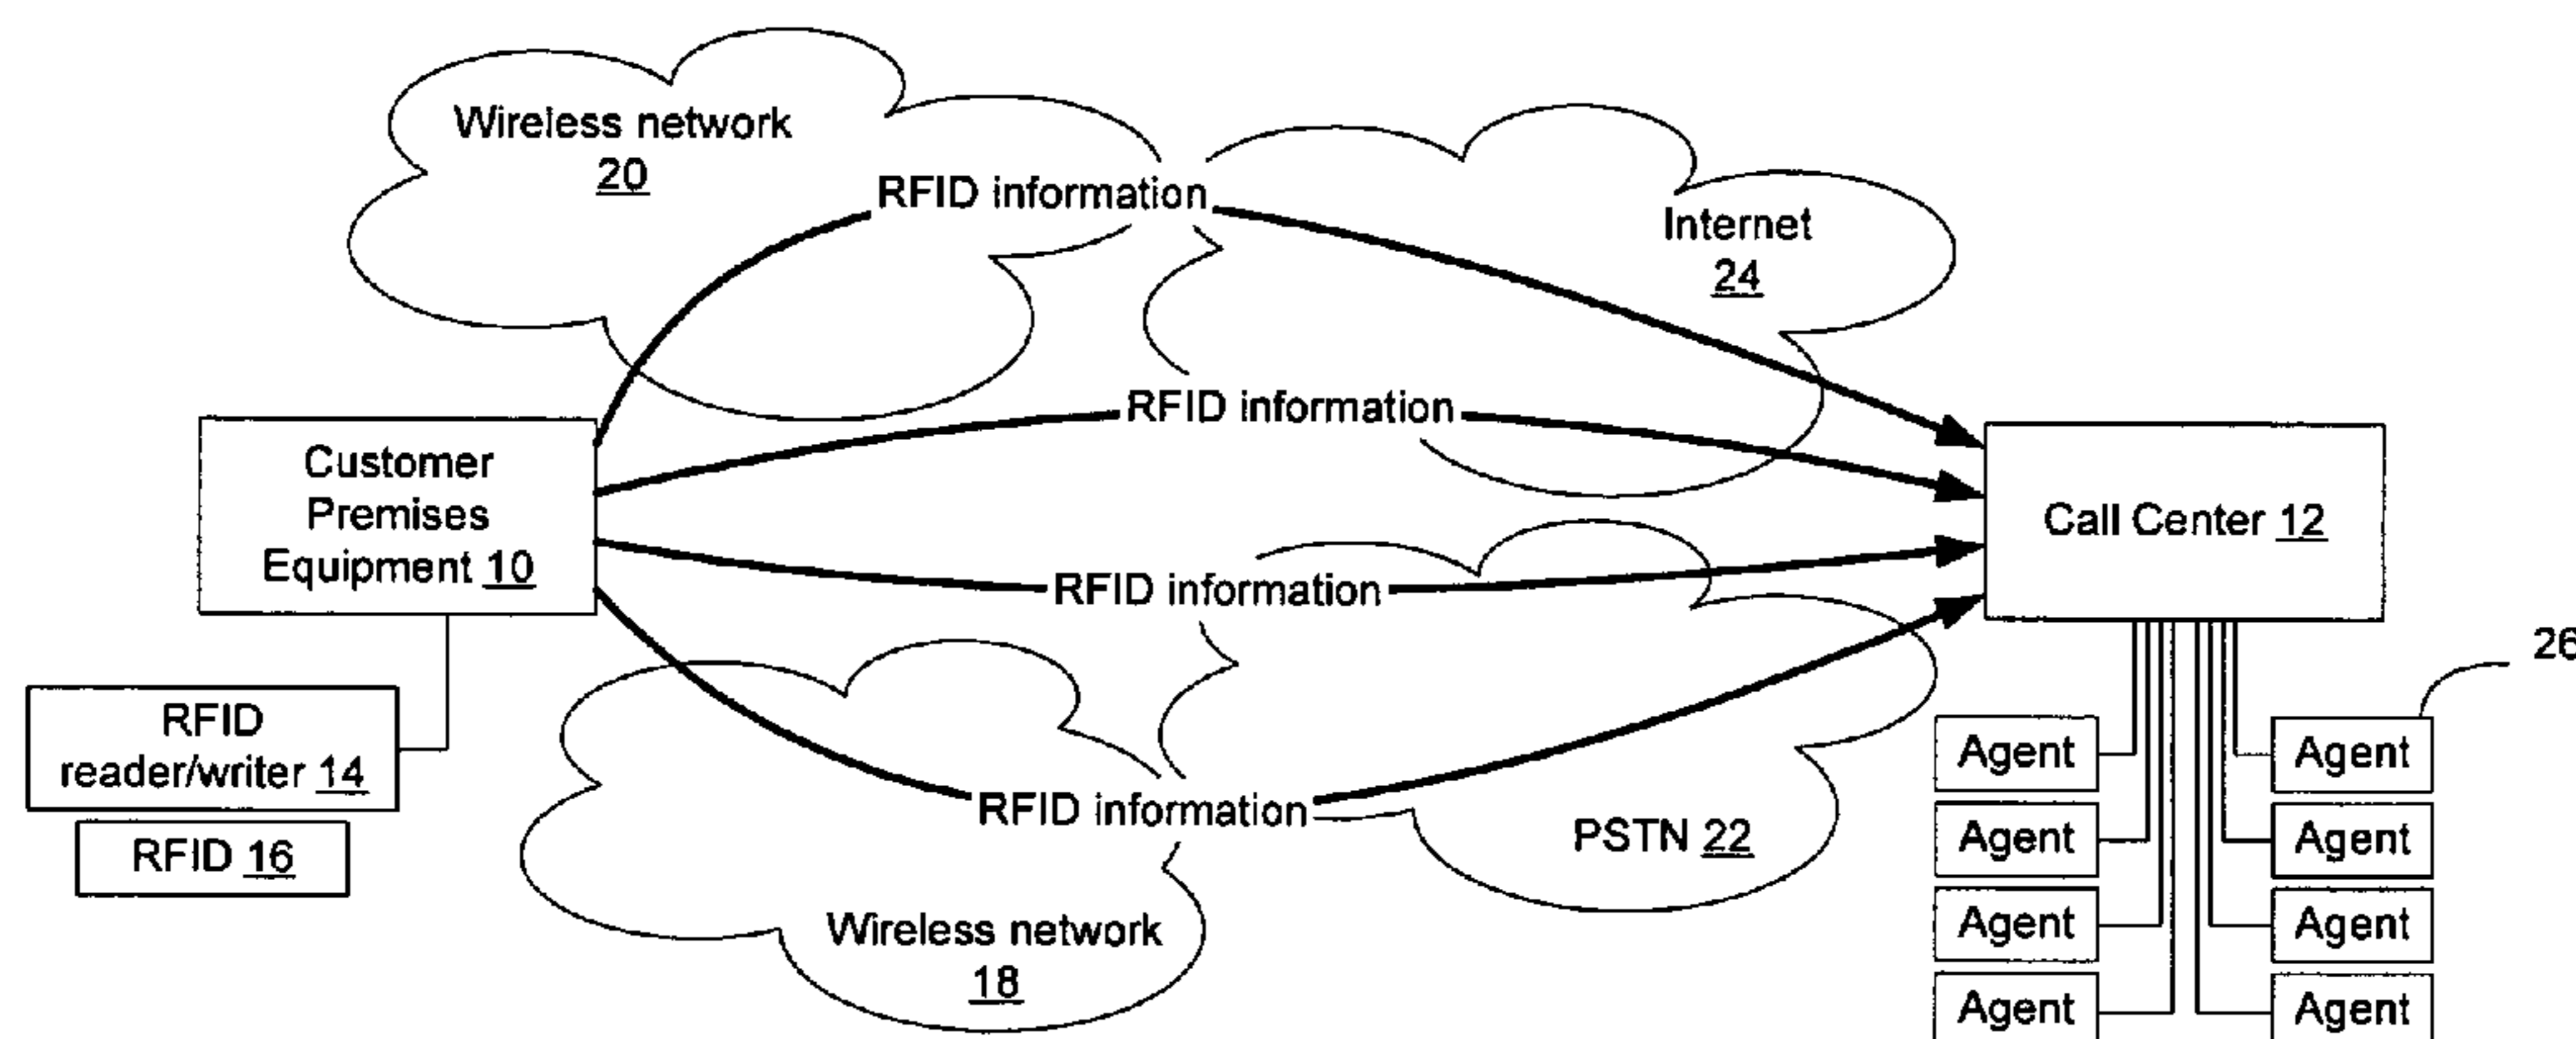 Wireless network
20
RFID information
Internet
24
RFID information
Customer
Premises
Equipment 10
Call Center 12
RFID information
26
RFID
reader/writer 14
RFID 16
RFID information
PSTN 22
Wireless network
18
Agent
Agent
Agent
Agent
Agent
Agent
Agent
Agent